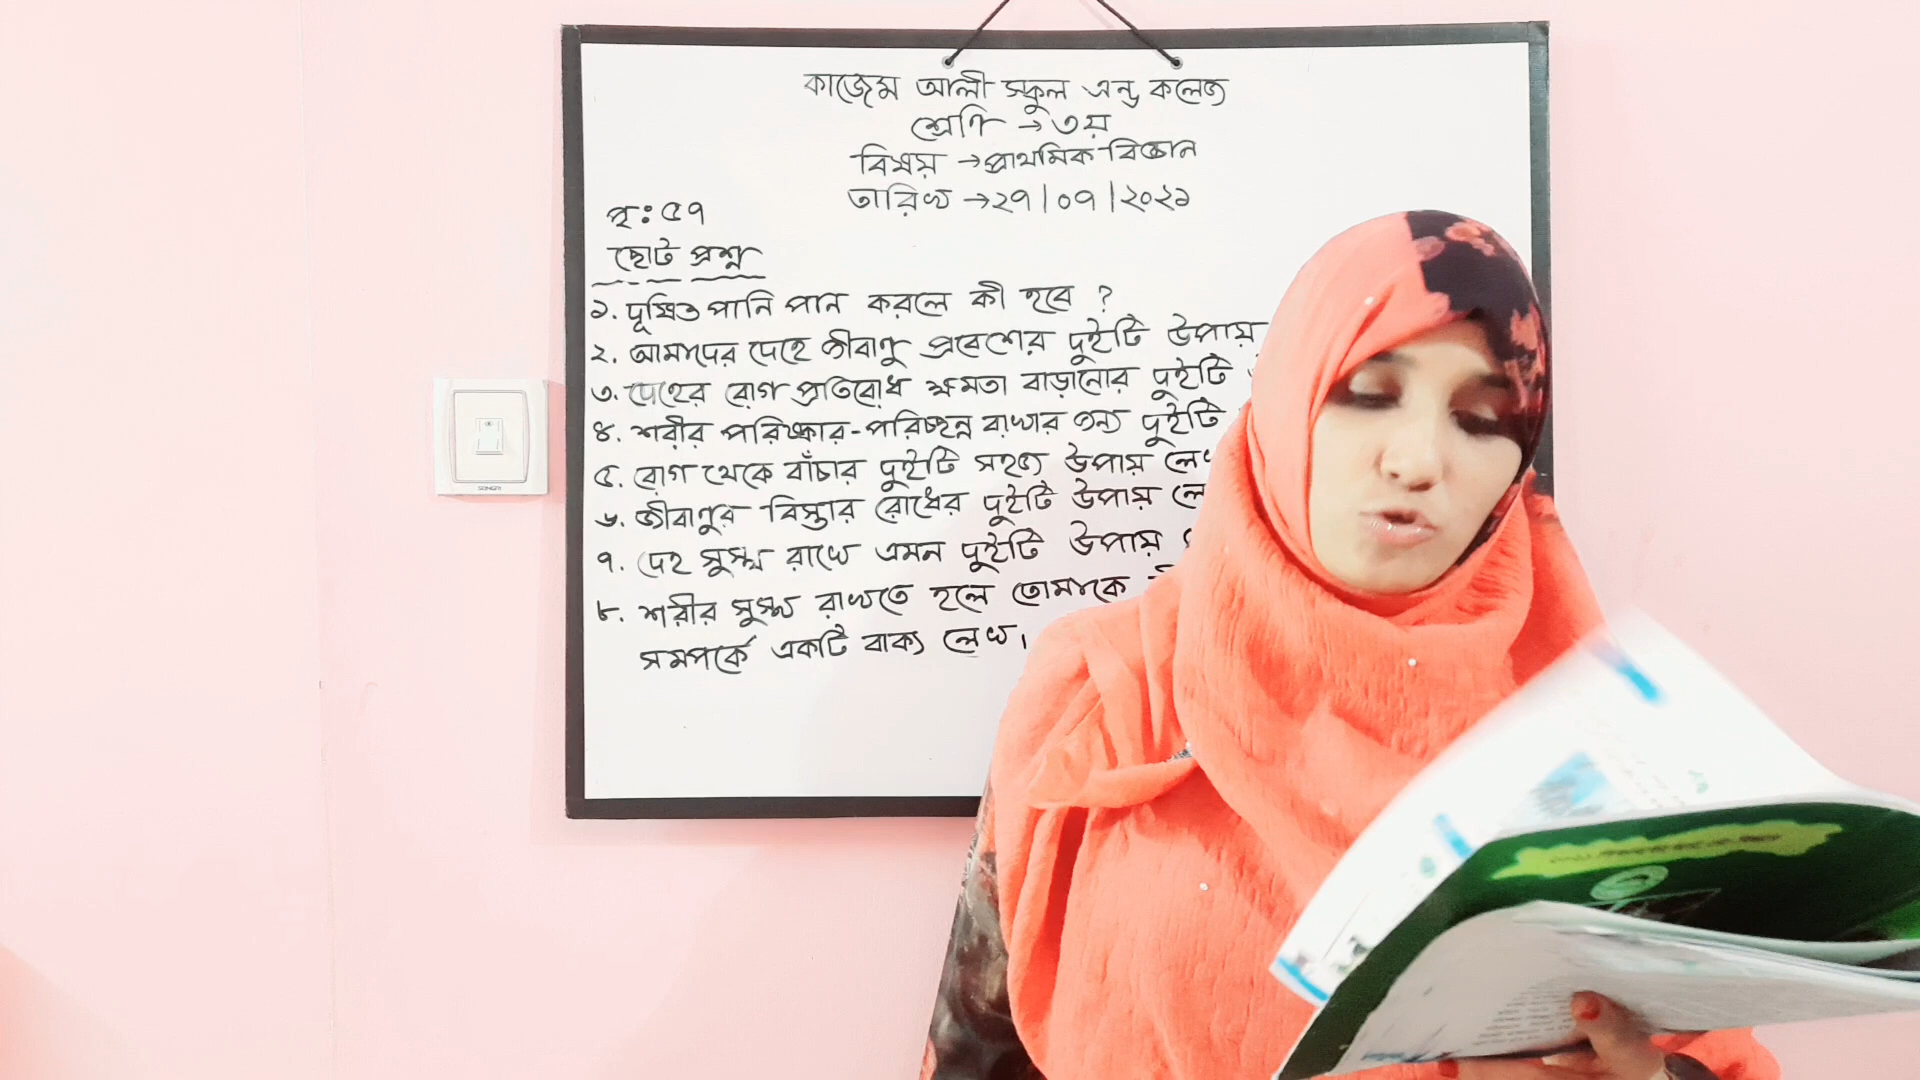 কাজেম আলী স্কুল এন্ড কলেজ
শ্রেণি → ৩য়
বিষয় → প্রাথমিক বিজ্ঞান
তারিখ → ২৭/০৭/২০২১
পৃ: ৫৭
ছোট প্রশ্ন
১. দূষিত পানি পান করলে কী হবে ?
২. আমাদের দেহে জীবাণু প্রবেশের দুইটি উপায়
৩. দেহের রোগ প্রতিরোধ ক্ষমতা বাড়ানোর দুইটি
৪. শরীর পরিষ্কার-পরিচ্ছন্ন রাখার জন্য দুইটি
৫. রোগ থেকে বাঁচার দুইটি সহজ উপায় লেখ
৬. জীবাণুর বিস্তার রোধের দুইটি উপায় লে
৭. দেহ সুস্থ রাখে এমন দুইটি উপায়
৮. শরীর সুস্থ রাখতে হলে তোমাকে
সমপর্কে একটি বাক্য লেখ।
SONGRI